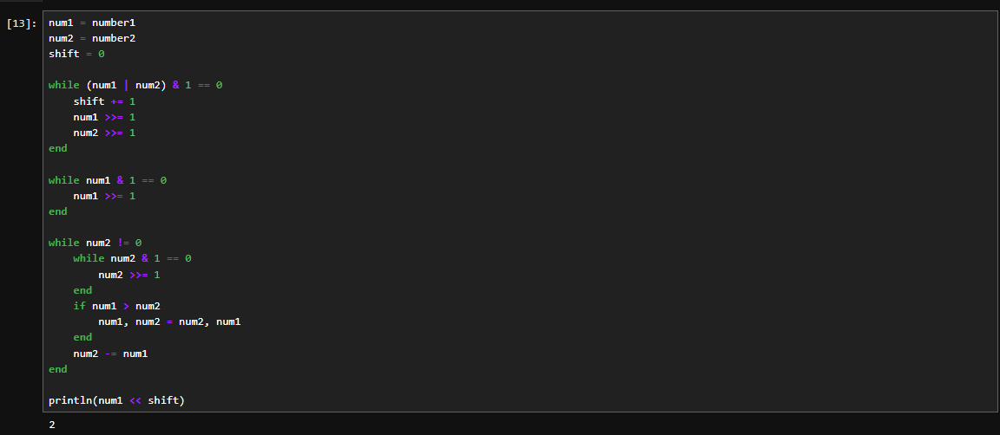 [13]:
num1 = number1
num2 = number2
shift = 0

while (num1 | num2) & 1 == 0
    shift += 1
    num1 >>= 1
    num2 >>= 1
end

while num1 & 1 == 0
    num1 >>= 1
end

while num2 != 0
    while num2 & 1 == 0
        num2 >>= 1
    end
    if num1 > num2
        num1, num2 = num2, num1
    end
    num2 -= num1
end

println(num1 << shift)
2